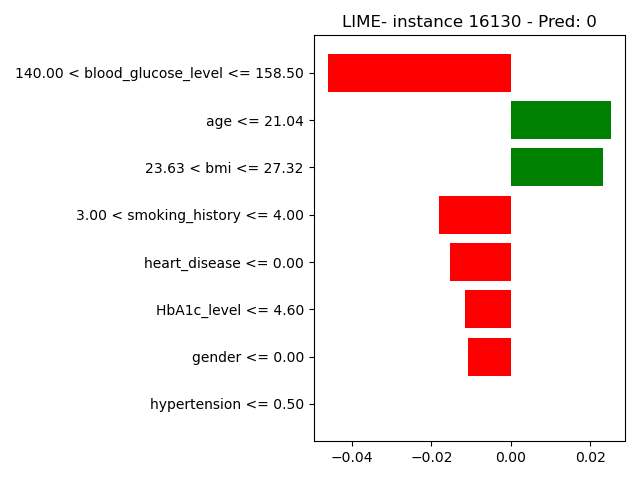 LIME- instance 16130 - Pred: 0
140.00 < blood_glucose_level <= 158.50
age <= 21.04
23.63 < bmi <= 27.32
3.00 < smoking_history <= 4.00
heart_disease <= 0.00
HbA1c_level <= 4.60
gender <= 0.00
hypertension <= 0.50
−0.04 −0.02 0.00 0.02